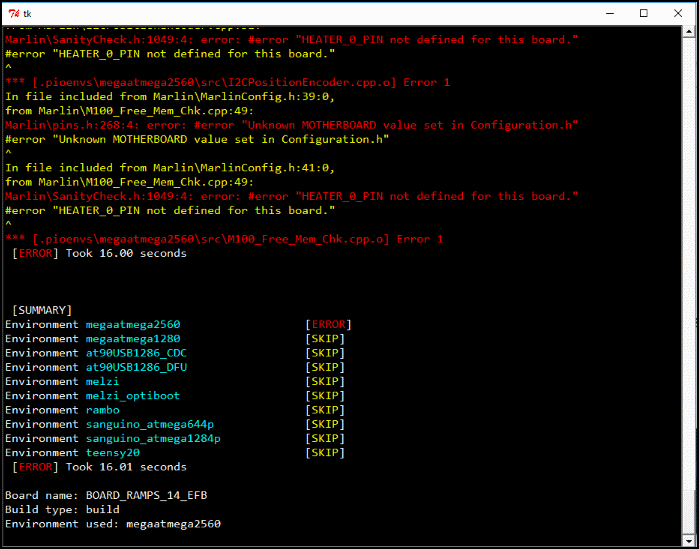 tk
Marlin\SanityCheck.h:1049:4: error: #error "HEATER_0_PIN not defined for this board."
#error "HEATER_0_PIN not defined for this board."
^
*** [.pioenvs\megaatmega2560\src\I2CPositionEncoder.cpp.o] Error 1
In file included from Marlin\MarlinConfig.h:39:0,
from Marlin\M100_Free_Mem_Chk.cpp:49:
Marlin\pins.h:268:4: error: #error "Unknown MOTHERBOARD value set in Configuration.h"
#error "Unknown MOTHERBOARD value set in Configuration.h"
^
In file included from Marlin\MarlinConfig.h:41:0,
from Marlin\M100_Free_Mem_Chk.cpp:49:
Marlin\SanityCheck.h:1049:4: error: #error "HEATER_0_PIN not defined for this board."
#error "HEATER_0_PIN not defined for this board."
^
*** [.pioenvs\megaatmega2560\src\M100_Free_Mem_Chk.cpp.o] Error 1
[ERROR] Took 16.00 seconds
[SUMMARY]
Environment megaatmega2560 [ERROR]
Environment megaatmega1280 [SKIP]
Environment at90USB1286_CDC [SKIP]
Environment at90USB1286_DFU [SKIP]
Environment melzi [SKIP]
Environment melzi_optiboot [SKIP]
Environment rambo [SKIP]
Environment sanguino_atmega644p [SKIP]
Environment sanguino_atmega1284p [SKIP]
Environment teensy20 [SKIP]
[ERROR] Took 16.01 seconds
Board name: BOARD_RAMPS_14_EFB
Build type: build
Environment used: megaatmega2560